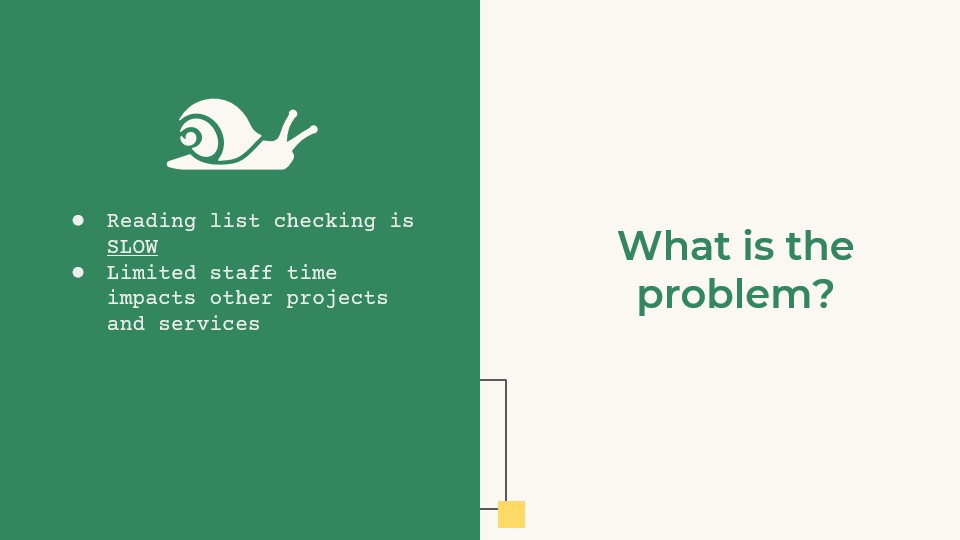 ● Reading list checking is
SLOW
● Limited staff time
impacts other projects
and services
What is the
problem?